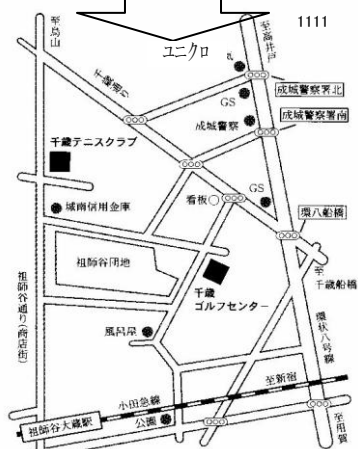 1111
ユニクロ
至烏山
至高井戸
千歳通り
GS
成城警察署北
成城警察
成城警察署南
千歳テニスクラブ
看板
GS
城南信用金庫
環八船橋
祖師谷団地
千歳
ゴルフセンター
至
千歳船橋
環状八号線
祖師谷通り(商店街)
風呂屋
小田急線
至新宿
祖師谷大蔵駅
公園
至用賀